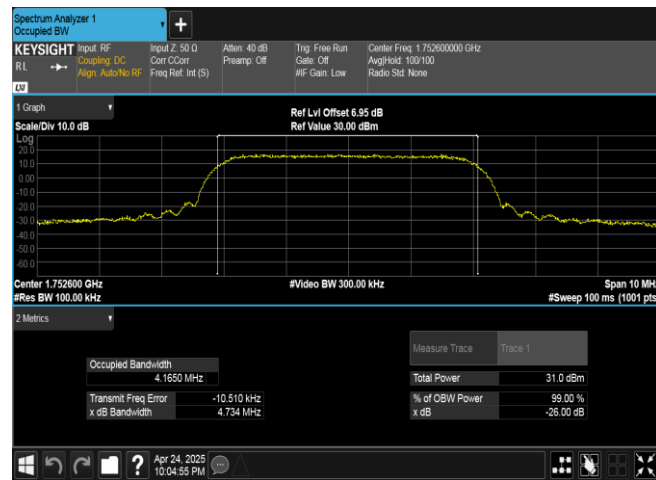 Spectrum Analyzer 1
Occupied BW
+
KEYSIGHT Input: RF Input Z: 50 Ω Atten: 40 dB Trig: Free Run Center Freq: 1.752600000 GHz
RL Coupling: DC Corr CCorr Preamp: Off Gate: Off Avg|Hold: 100/100
Align: Auto/No RF Freq Ref: Int (S) #IF Gain: Low Radio Std: None
LXI
1 Graph
Ref Lvl Offset 6.95 dB
Scale/Div 10.0 dB Ref Value 30.00 dBm
Log
20.0
10.0
0.00
-10.0
-20.0
-30.0
-40.0
-50.0
-60.0
Center 1.752600 GHz #Video BW 300.00 kHz Span 10 MHz
#Res BW 100.00 kHz #Sweep 100 ms (1001 pts
2 Metrics
Measure Trace Trace 1
Occupied Bandwidth
4.1650 MHz Total Power 31.0 dBm
Transmit Freq Error -10.510 kHz % of OBW Power 99.00 %
x dB Bandwidth 4.734 MHz x dB -26.00 dB
? Apr 24, 2025
10:04:55 PM